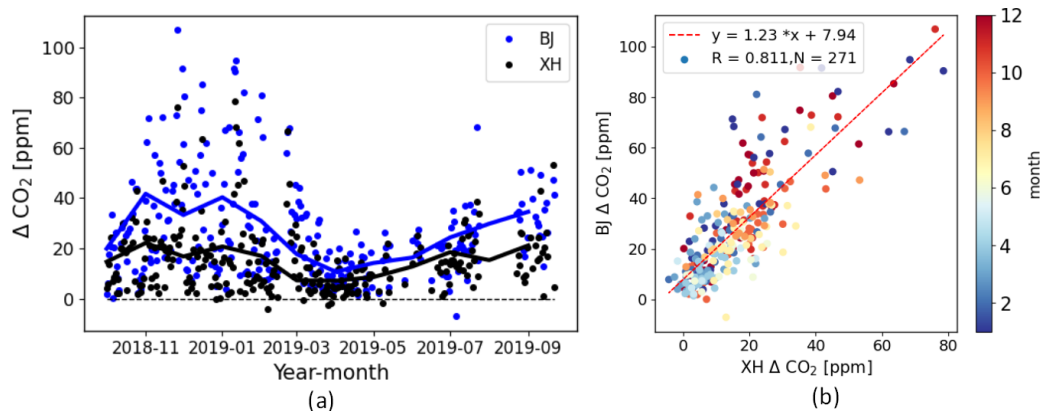 100
80
60
40
20
0
Δ CO₂ [ppm]
BJ
XH
2018-11 2019-01 2019-03 2019-05 2019-07 2019-09
Year-month
(a)
100
80
60
40
20
0
BJ Δ CO₂ [ppm]
y = 1.23 *x + 7.94
R = 0.811,N = 271
0 20 40 60 80
XH Δ CO₂ [ppm]
(b)
12
10
8
6
4
2
month